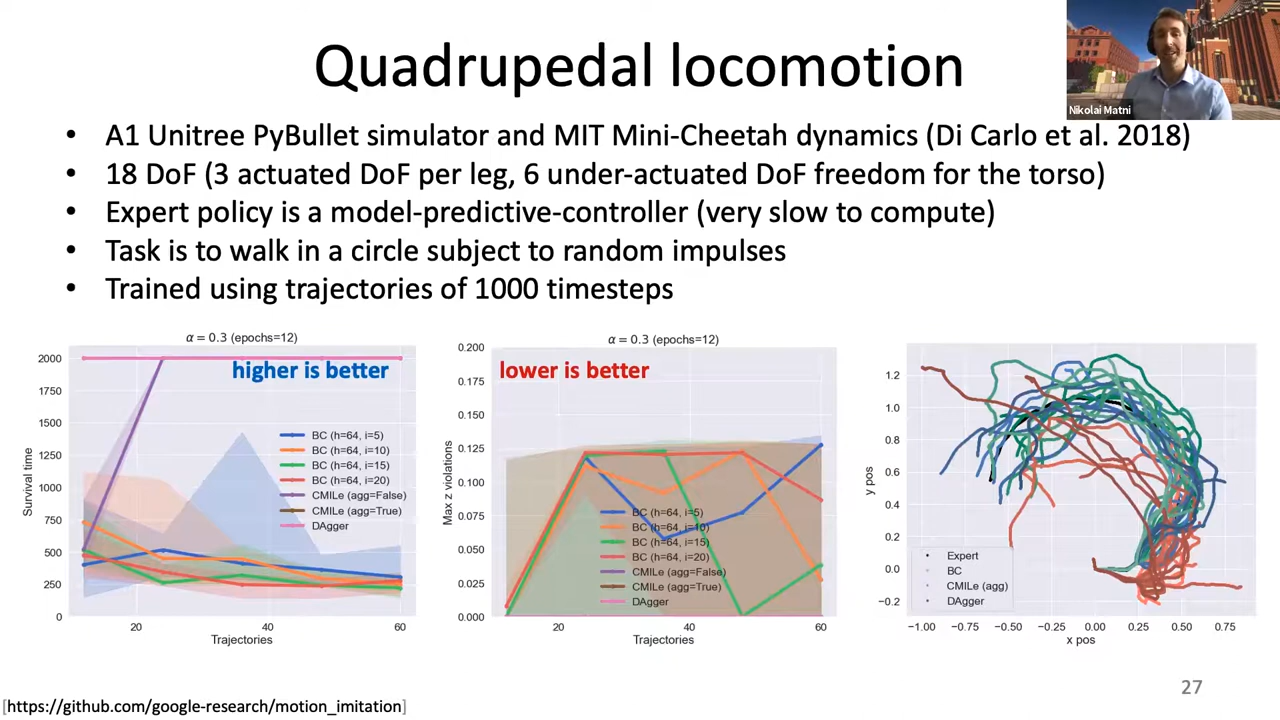 Quadrupedal locomotion
Nikolai Matni
• A1 Unitree PyBullet simulator and MIT Mini-Cheetah dynamics (Di Carlo et al. 2018)
• 18 DoF (3 actuated DoF per leg, 6 under-actuated DoF freedom for the torso)
• Expert policy is a model-predictive-controller (very slow to compute)
• Task is to walk in a circle subject to random impulses
• Trained using trajectories of 1000 timesteps
α = 0.3 (epochs=12)
higher is better
2000
1750
1500
1250
1000
750
500
250
0
Survival time
BC (h=64, i=5)
BC (h=64, i=10)
BC (h=64, i=15)
BC (h=64, i=20)
CMILe (agg=False)
CMILe (agg=True)
DAgger
20 40 60
Trajectories
α = 0.3 (epochs=12)
lower is better
0.200
0.175
0.150
0.125
0.100
0.075
0.050
0.025
0.000
Max z violations
BC (h=64, i=5)
BC (h=64, i=10)
BC (h=64, i=15)
BC (h=64, i=20)
CMILe (agg=False)
CMILe (agg=True)
DAgger
20 40 60
Trajectories
1.2
1.0
0.8
0.6
0.4
0.2
0.0
−0.2
y pos
Expert
BC
CMILe (agg)
DAgger
−1.00 −0.75 −0.50 −0.25 0.00 0.25 0.50 0.75
x pos
27
[https://github.com/google-research/motion_imitation]